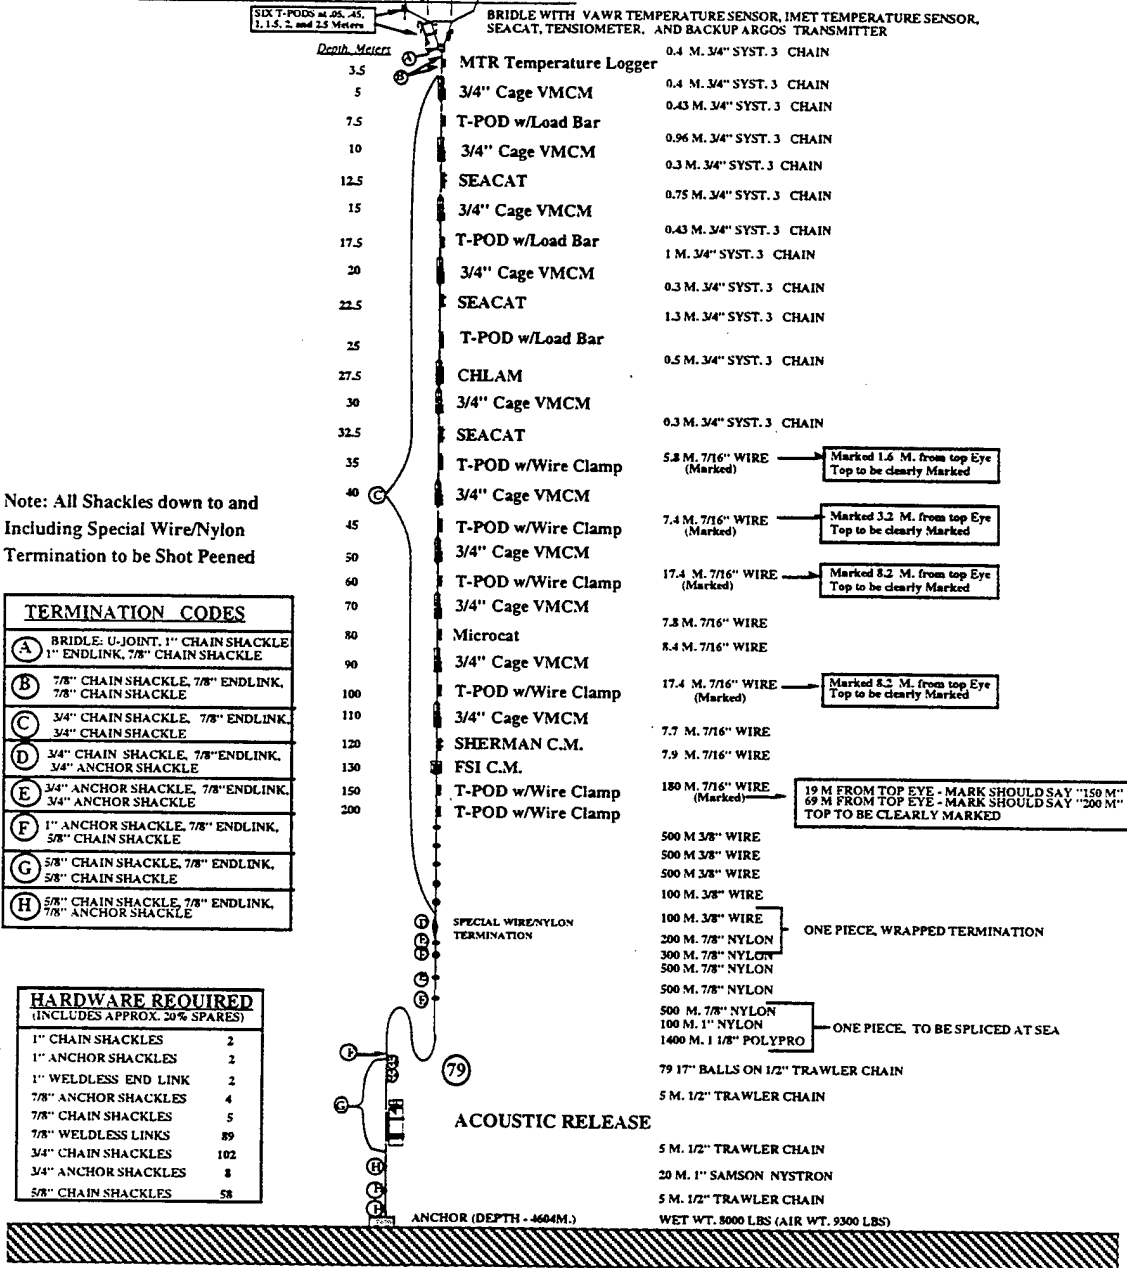 SIX T-PODS at .05, .45,
1, 1.5, 2, and 2.5 Meters
BRIDLE WITH VAWR TEMPERATURE SENSOR, IMET TEMPERATURE SENSOR,
SEACAT, TENSIOMETER, AND BACKUP ARGOS TRANSMITTER
Depth, Meters
A
0.4 M. 3/4" SYST. 3 CHAIN
3.5 B MTR Temperature Logger
0.4 M. 3/4" SYST. 3 CHAIN
5 3/4" Cage VMCM
0.43 M. 3/4" SYST. 3 CHAIN
7.5 T-POD w/Load Bar
0.96 M. 3/4" SYST. 3 CHAIN
10 3/4" Cage VMCM
0.3 M. 3/4" SYST. 3 CHAIN
12.5 SEACAT
0.75 M. 3/4" SYST. 3 CHAIN
15 3/4" Cage VMCM
0.43 M. 3/4" SYST. 3 CHAIN
17.5 T-POD w/Load Bar
1 M. 3/4" SYST. 3 CHAIN
20 3/4" Cage VMCM
0.3 M. 3/4" SYST. 3 CHAIN
22.5 SEACAT
1.3 M. 3/4" SYST. 3 CHAIN
25 T-POD w/Load Bar
0.5 M. 3/4" SYST. 3 CHAIN
27.5 CHLAM
30 3/4" Cage VMCM
0.3 M. 3/4" SYST. 3 CHAIN
32.5 SEACAT
35 T-POD w/Wire Clamp 5.8 M. 7/16" WIRE
(Marked)
Marked 1.6 M. from top Eye
Top to be clearly Marked
40 C 3/4" Cage VMCM
45 T-POD w/Wire Clamp 7.4 M. 7/16" WIRE
(Marked)
Marked 3.2 M. from top Eye
Top to be clearly Marked
50 3/4" Cage VMCM
60 T-POD w/Wire Clamp 17.4 M. 7/16" WIRE
(Marked)
Marked 8.2 M. from top Eye
Top to be clearly Marked
70 3/4" Cage VMCM
7.8 M. 7/16" WIRE
80 Microcat
8.4 M. 7/16" WIRE
90 3/4" Cage VMCM
100 T-POD w/Wire Clamp 17.4 M. 7/16" WIRE
(Marked)
Marked 8.2 M. from top Eye
Top to be clearly Marked
110 3/4" Cage VMCM
7.7 M. 7/16" WIRE
120 SHERMAN C.M.
7.9 M. 7/16" WIRE
130 FSI C.M.
150 T-POD w/Wire Clamp 180 M. 7/16" WIRE
(Marked)
200 T-POD w/Wire Clamp
19 M FROM TOP EYE - MARK SHOULD SAY "150 M"
69 M FROM TOP EYE - MARK SHOULD SAY "200 M"
TOP TO BE CLEARLY MARKED
500 M 3/8" WIRE
500 M 3/8" WIRE
500 M 3/8" WIRE
100 M. 3/8" WIRE
D
SPECIAL WIRE/NYLON
TERMINATION
100 M. 3/8" WIRE
200 M. 7/8" NYLON
ONE PIECE, WRAPPED TERMINATION
300 M. 7/8" NYLON
500 M. 7/8" NYLON
E
500 M. 7/8" NYLON
500 M. 7/8" NYLON
100 M. 1" NYLON
1400 M. 1 1/8" POLYPRO
ONE PIECE, TO BE SPLICED AT SEA
F
79
79 17" BALLS ON 1/2" TRAWLER CHAIN
5 M. 1/2" TRAWLER CHAIN
G
ACOUSTIC RELEASE
5 M. 1/2" TRAWLER CHAIN
H
20 M. 1" SAMSON NYSTRON
5 M. 1/2" TRAWLER CHAIN
H
ANCHOR (DEPTH - 4604M.)
WET WT. 8000 LBS (AIR WT. 9300 LBS)
Note: All Shackles down to and
Including Special Wire/Nylon
Termination to be Shot Peened
TERMINATION CODES
A BRIDLE: U-JOINT, 1" CHAIN SHACKLE
1" ENDLINK, 7/8" CHAIN SHACKLE
B 7/8" CHAIN SHACKLE, 7/8" ENDLINK,
7/8" CHAIN SHACKLE
C 3/4" CHAIN SHACKLE, 7/8" ENDLINK,
3/4" CHAIN SHACKLE
D 3/4" CHAIN SHACKLE, 7/8"ENDLINK,
3/4" ANCHOR SHACKLE
E 3/4" ANCHOR SHACKLE, 7/8"ENDLINK,
3/4" ANCHOR SHACKLE
F 1" ANCHOR SHACKLE, 7/8" ENDLINK,
5/8" CHAIN SHACKLE
G 5/8" CHAIN SHACKLE, 7/8" ENDLINK,
5/8" CHAIN SHACKLE
H 5/8" CHAIN SHACKLE, 7/8" ENDLINK,
7/8" ANCHOR SHACKLE
HARDWARE REQUIRED
(INCLUDES APPROX. 20% SPARES)
1" CHAIN SHACKLES 2
1" ANCHOR SHACKLES 2
1" WELDLESS END LINK 2
7/8" ANCHOR SHACKLES 4
7/8" CHAIN SHACKLES 5
7/8" WELDLESS LINKS 89
3/4" CHAIN SHACKLES 102
3/4" ANCHOR SHACKLES 8
5/8" CHAIN SHACKLES 58